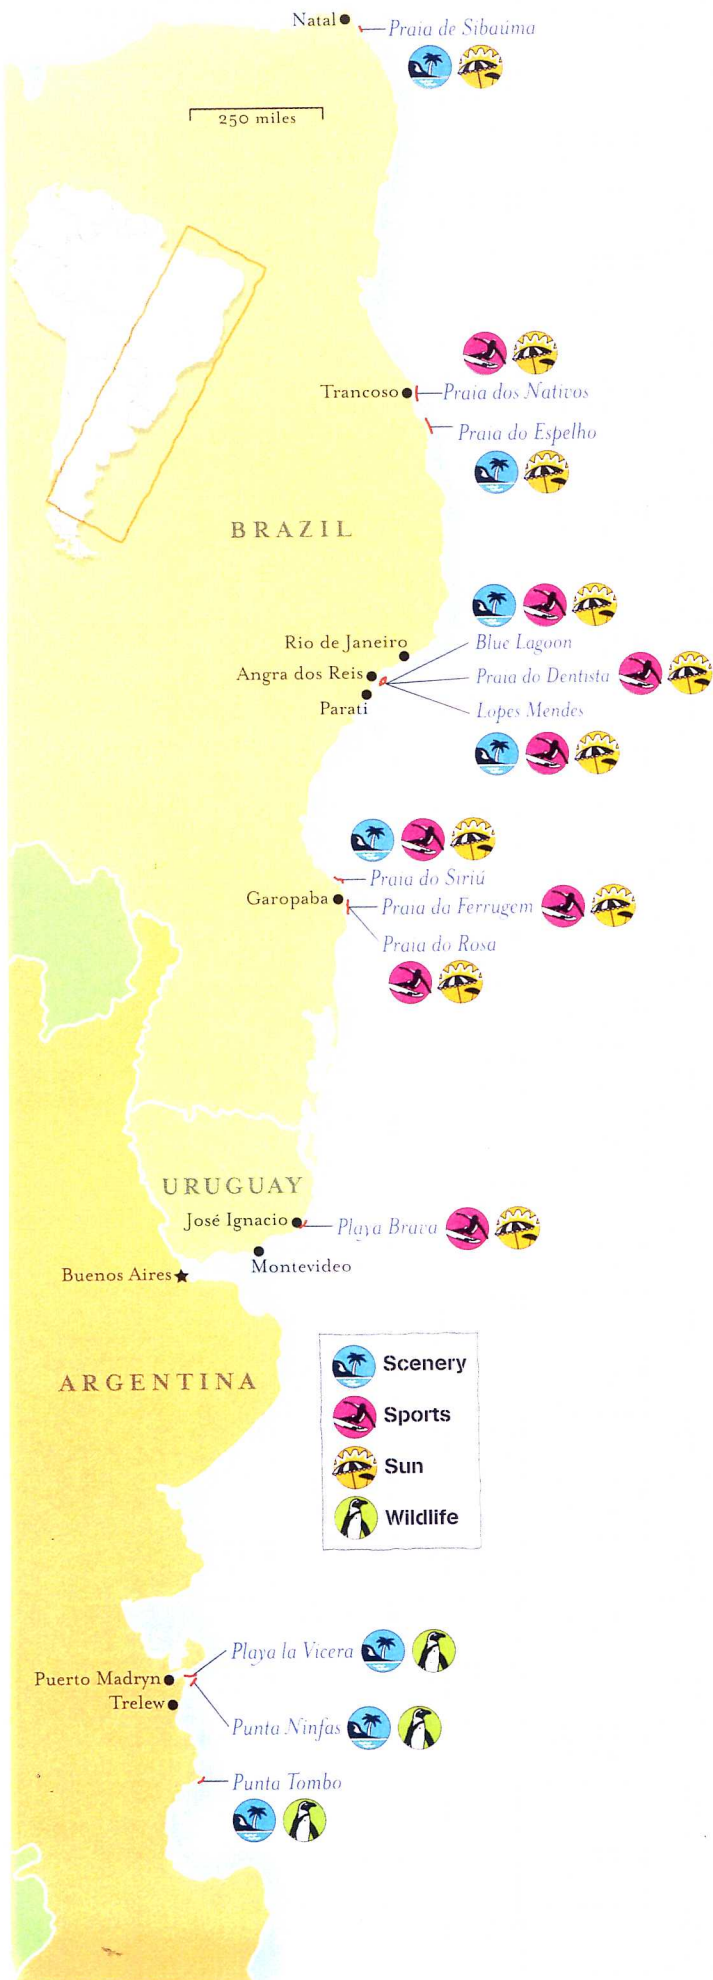 Natal
Praia de Sibaúma
250 miles
Trancoso
Praia dos Nativos
Praia do Espelho
BRAZIL
Rio de Janeiro
Blue Lagoon
Angra dos Reis
Praia do Dentista
Parati
Lopes Mendes
Praia do Siriú
Garopaba
Praia da Ferrugem
Praia do Rosa
URUGUAY
José Ignacio
Playa Brava
Montevideo
Buenos Aires
ARGENTINA
Scenery
Sports
Sun
Wildlife
Playa la Vicera
Puerto Madryn
Trelew
Punta Ninfas
Punta Tombo